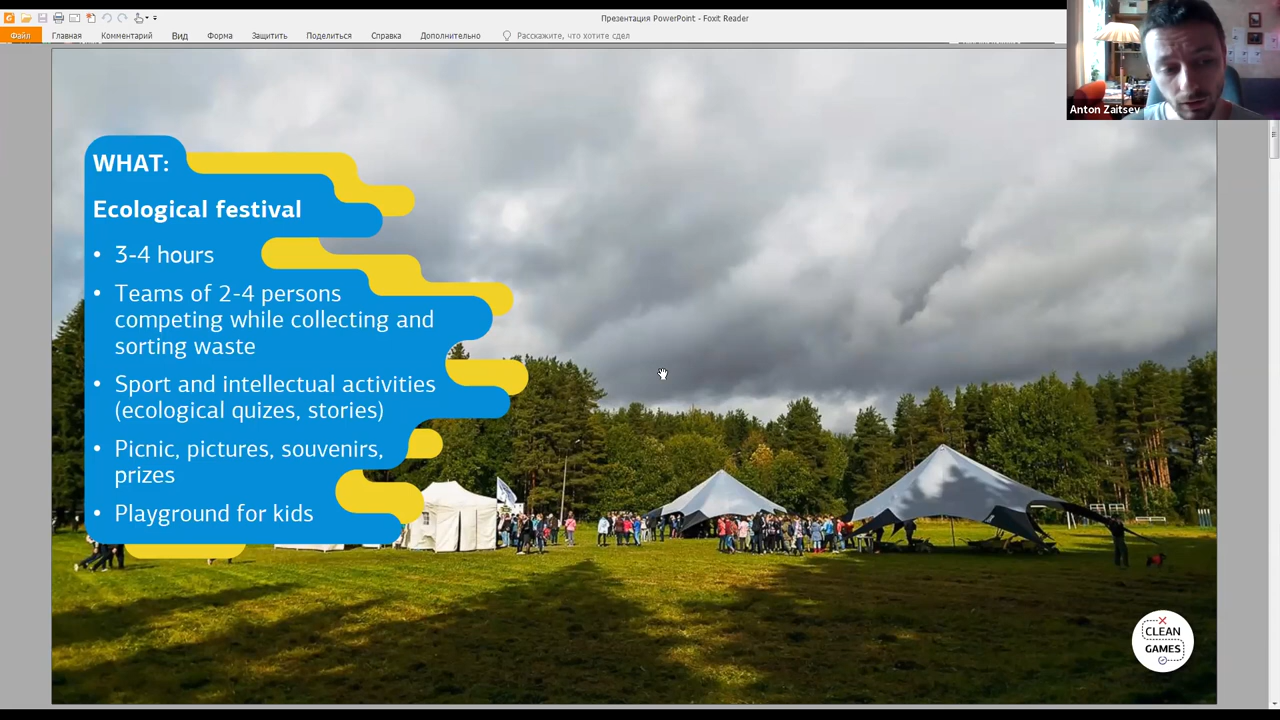 Презентация PowerPoint - Foxit Reader
Файл
Главная
Комментарий
Вид
Форма
Защитить
Поделиться
Справка
Дополнительно
Расскажите, что хотите сдел
Anton Zaitsev
WHAT:
Ecological festival
• 3-4 hours
• Teams of 2-4 persons
competing while collecting and
sorting waste
• Sport and intellectual activities
(ecological quizes, stories)
• Picnic, pictures, souvenirs,
prizes
• Playground for kids
CLEAN
GAMES